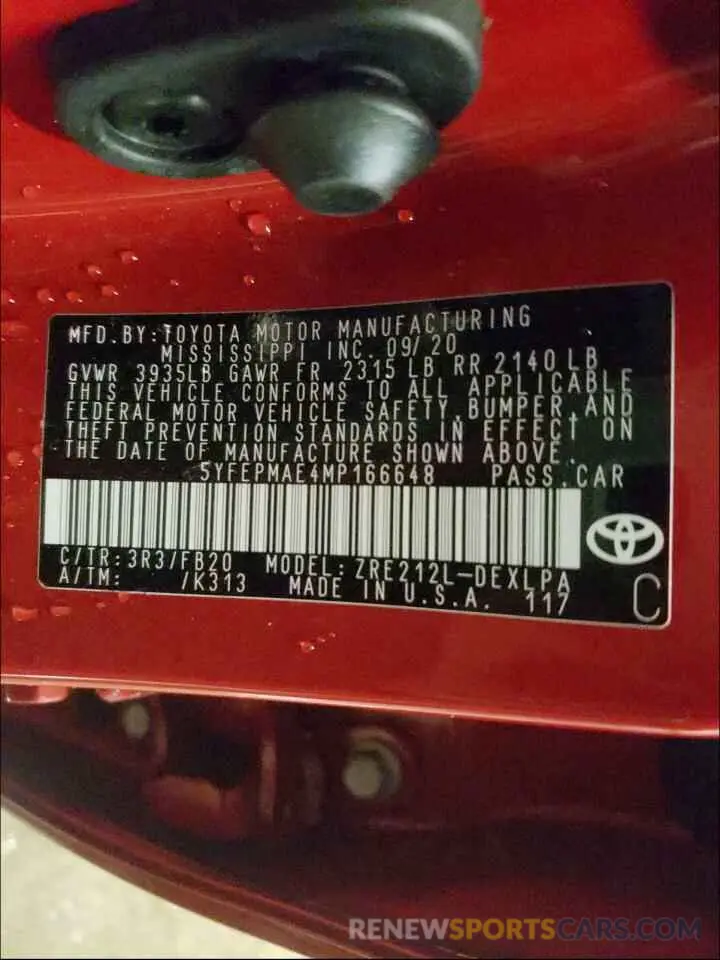 MFD. BY: TOYOTA MOTOR MANUFACTURING
MISSISSIPPI INC. 09/20
GVWR 3935LB GAWR FR 2315 LB RR 2140 LB
THIS VEHICLE CONFORMS TO ALL APPLICABLE
FEDERAL MOTOR VEHICLE SAFETY, BUMPER, AND
THEFT PREVENTION STANDARDS IN EFFECT ON
THE DATE OF MANUFACTURE SHOWN ABOVE.
5YFEPMAE4MP166648 PASS. CAR
C/TR: 3R3/FB20 MODEL: ZRE212L-DEXLPA
A/TM: /K313 MADE IN U.S.A. 117
C
RENEWSPORTSCARS.COM